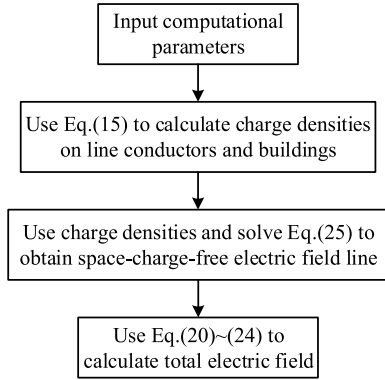 Input computational
parameters
Use Eq.(15) to calculate charge densities
on line conductors and buildings
Use charge densities and solve Eq.(25) to
obtain space-charge-free electric field line
Use Eq.(20)~(24) to
calculate total electric field